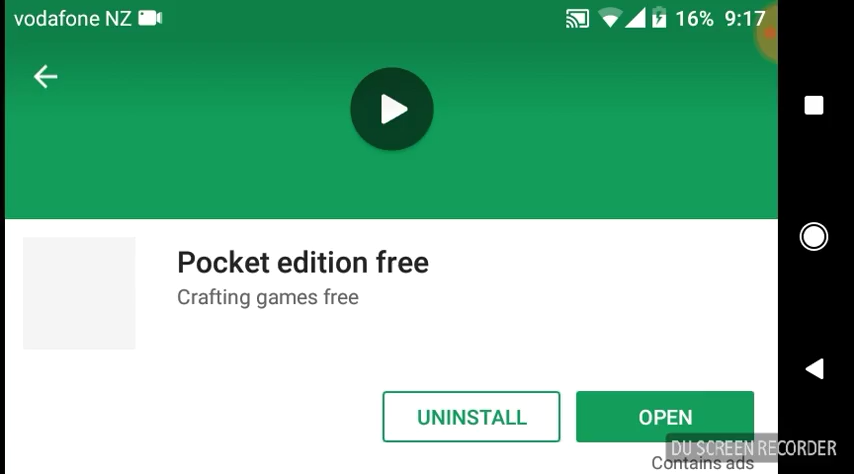 vodafone NZ 16% 9:17
Pocket edition free
Crafting games free
UNINSTALL OPEN
DU SCREEN RECORDER
Contains ads